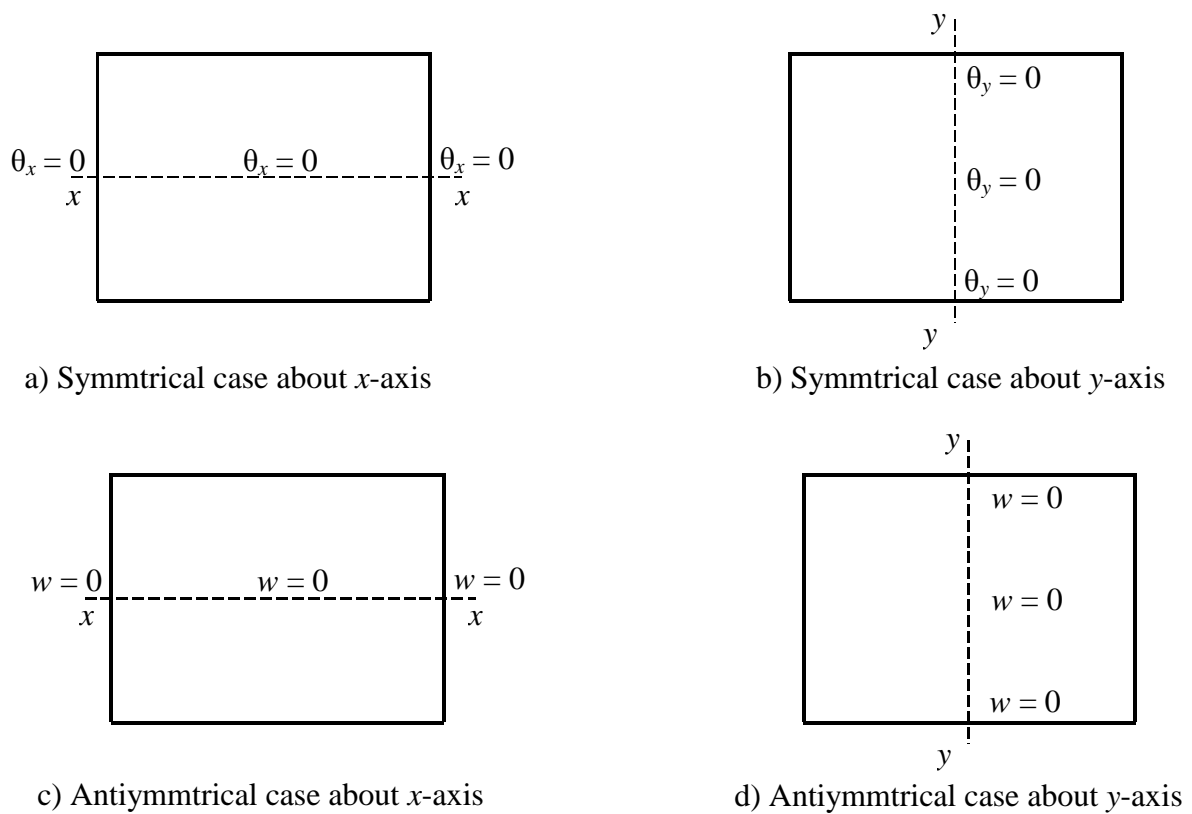 y
θy = 0
θx = 0 θx = 0 θx = 0
x x
θy = 0
θy = 0
y
a) Symmtrical case about x-axis
b) Symmtrical case about y-axis
y
w = 0
w = 0 w = 0 w = 0
x x
w = 0
w = 0
y
c) Antiymmtrical case about x-axis
d) Antiymmtrical case about y-axis